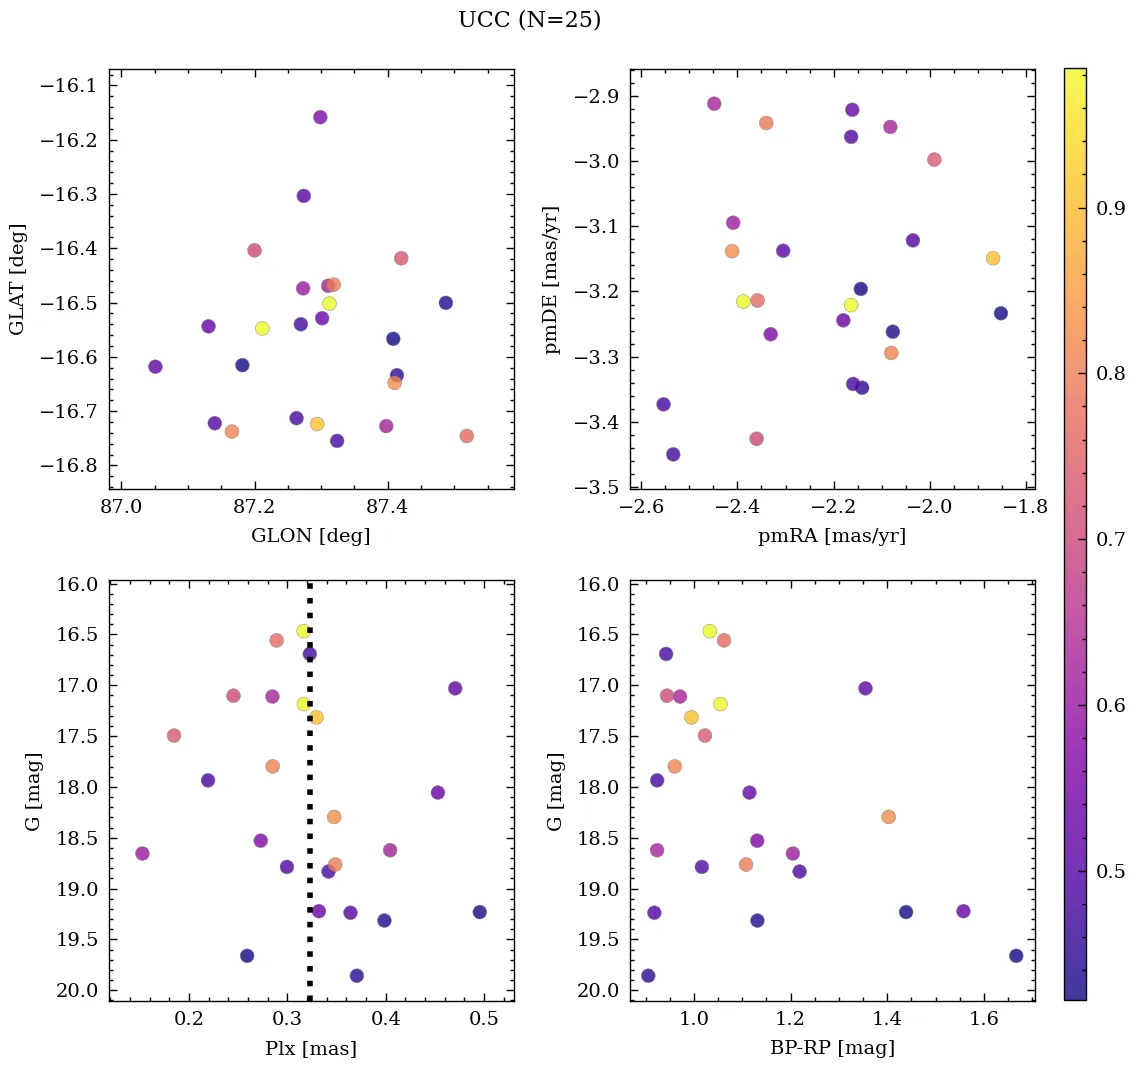 UCC (N=25)
−16.1
−16.2
−16.3
−16.4
−16.5
−16.6
−16.7
−16.8
GLAT [deg]
87.0 87.2 87.4
GLON [deg]
−2.9
−3.0
−3.1
−3.2
−3.3
−3.4
−3.5
pmDE [mas/yr]
−2.6 −2.4 −2.2 −2.0 −1.8
pmRA [mas/yr]
16.0
16.5
17.0
17.5
18.0
18.5
19.0
19.5
20.0
G [mag]
0.2 0.3 0.4 0.5
Plx [mas]
16.0
16.5
17.0
17.5
18.0
18.5
19.0
19.5
20.0
G [mag]
1.0 1.2 1.4 1.6
BP-RP [mag]
0.9
0.8
0.7
0.6
0.5